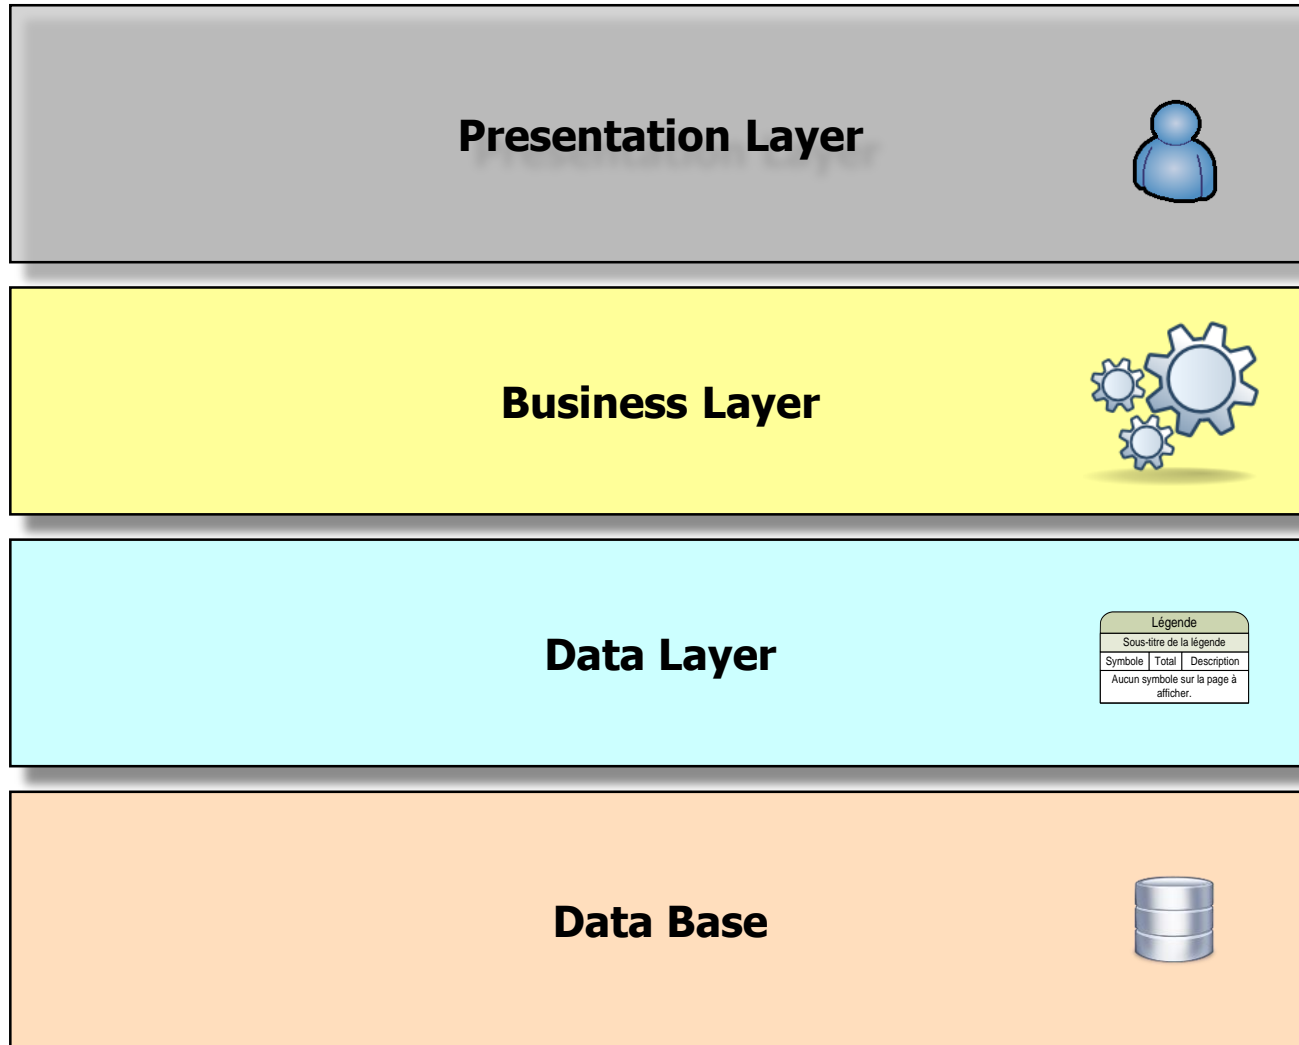 Presentation Layer
Business Layer
Data Layer
Légende
Sous-titre de la légende
Symbole Total Description
Aucun symbole sur la page à
afficher.
Data Base